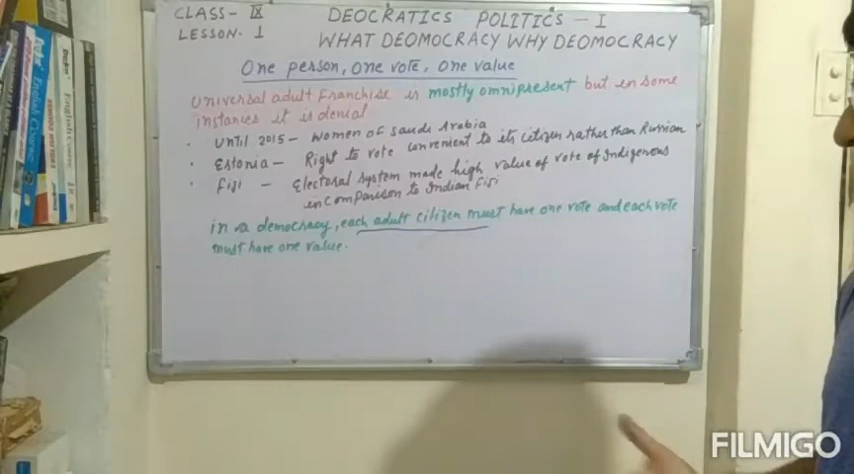 CLASS- IX DEOCRATICS POLITICS - I
LESSON- 1 WHAT DEOMOCRACY WHY DEOMOCRACY
One person, one vote, one value
Universal adult franchise is mostly omnipresent but in some
instances it is denial
· Until 2015 - Women of Saudi Arabia
· Estonia - Right to vote convenient to its citizen rather than Russian
· Fiji - Electoral system made high value of vote of Indigenous
in comparison to Indian Fiji
in a democracy, each adult citizen must have one vote and each vote
must have one value.
FILMIGO